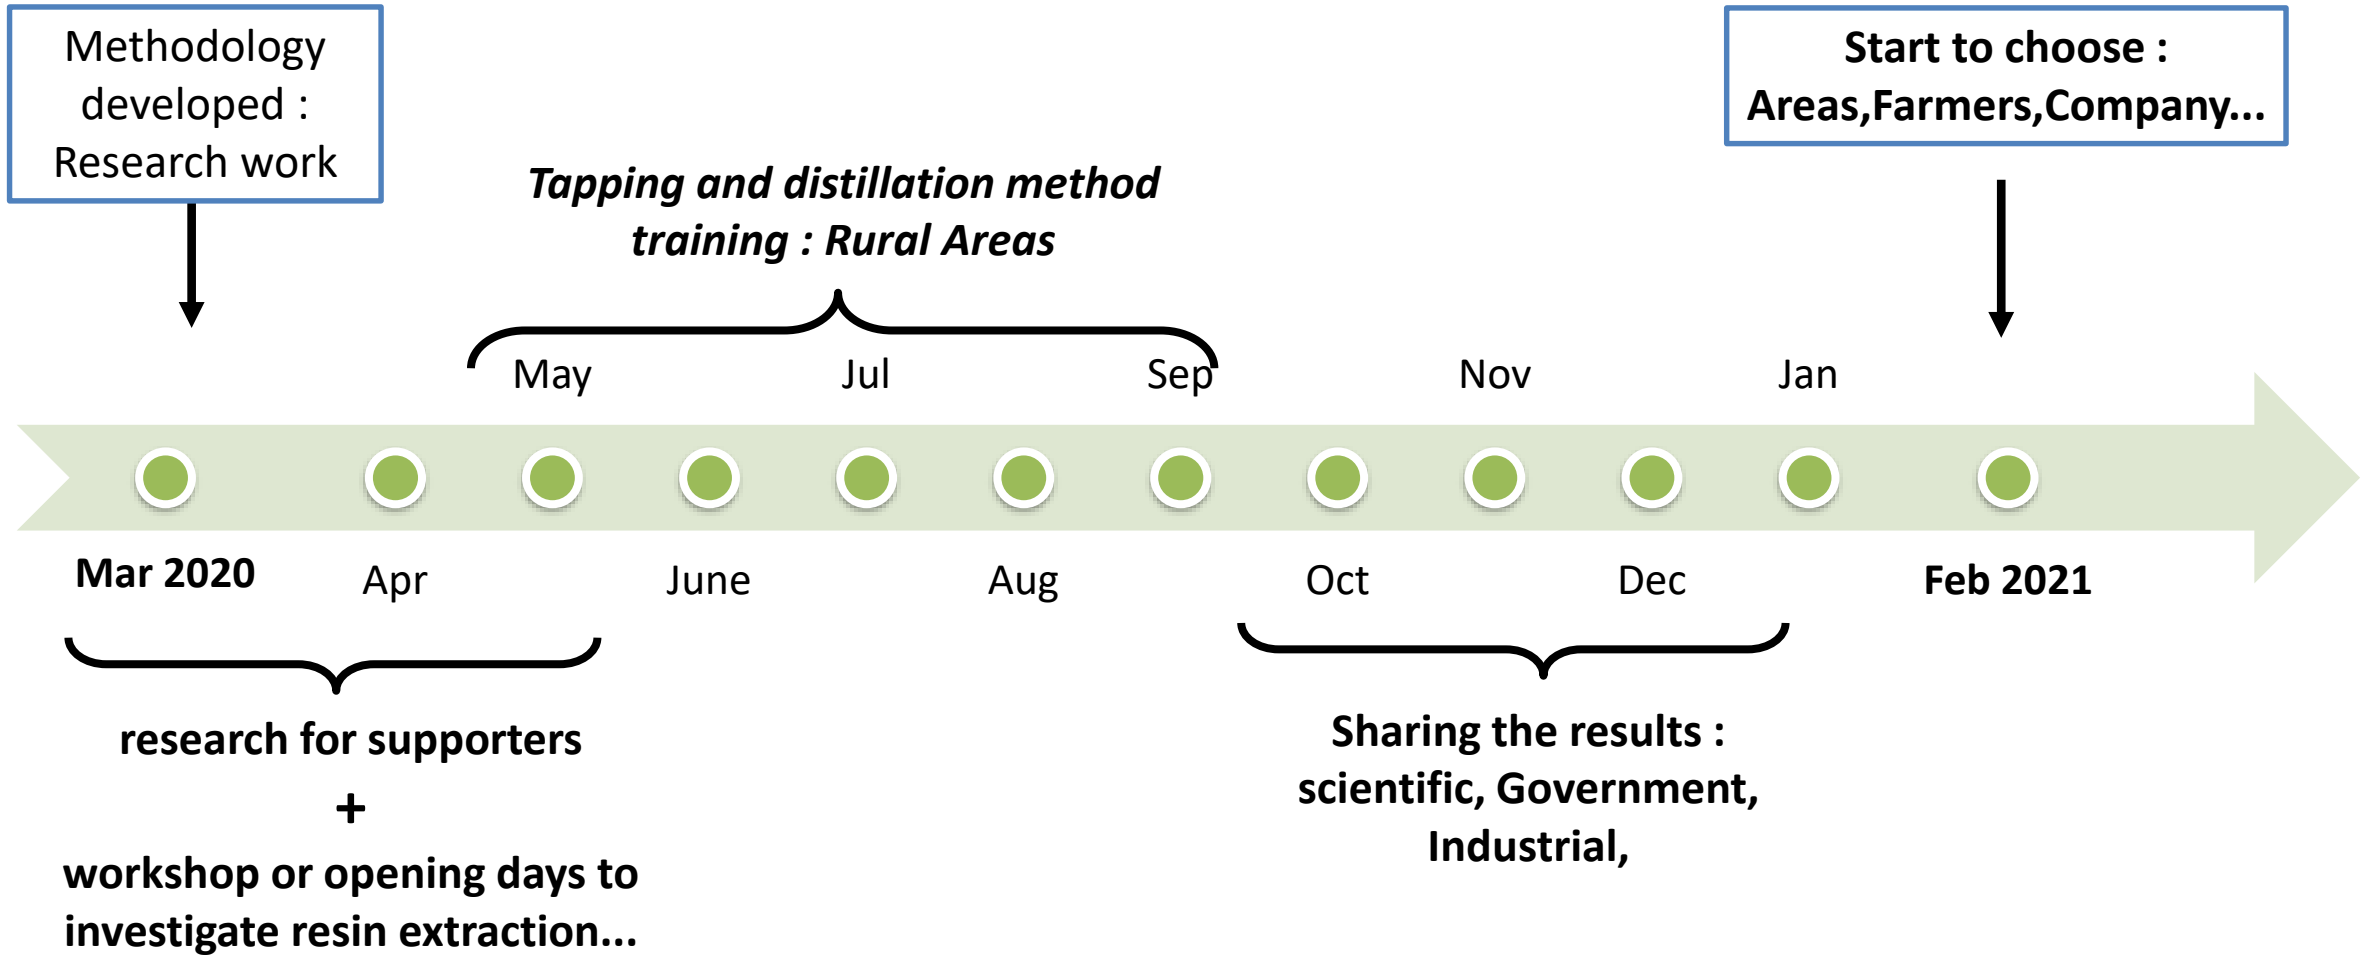 Methodology
developed :
Research work
Start to choose :
Areas,Farmers,Company...
Tapping and distillation method
training : Rural Areas
May
Jul
Sep
Nov
Jan
Mar 2020
Apr
June
Aug
Oct
Dec
Feb 2021
research for supporters
+
workshop or opening days to
investigate resin extraction...
Sharing the results :
scientific, Government,
Industrial,